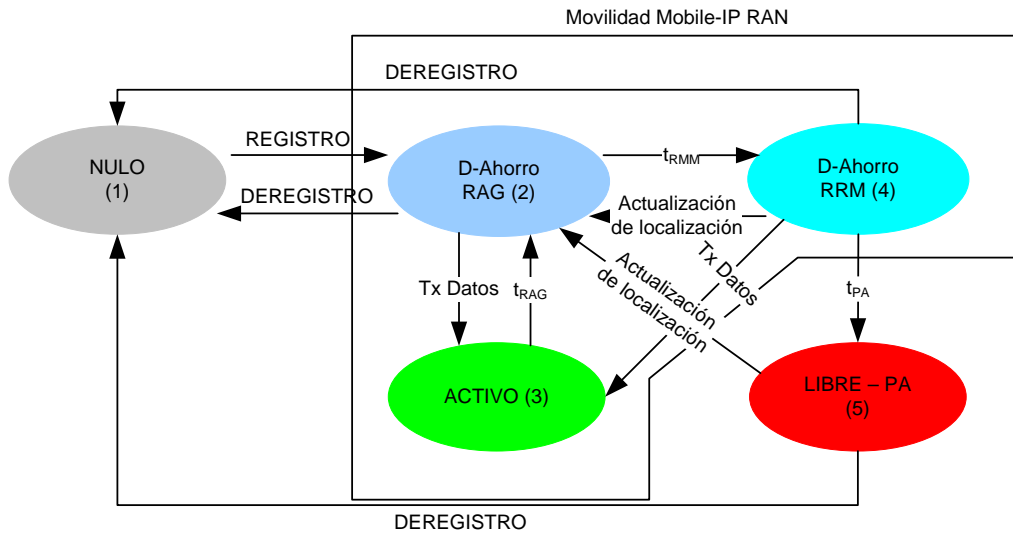 Movilidad Mobile-IP RAN
DEREGISTRO
NULO
(1)
REGISTRO
DEREGISTRO
D-Ahorro
RAG (2)
tRMM
D-Ahorro
RRM (4)
Actualización
de localización
Tx Datos
tRAG
Actualización
de localización
Tx Datos
tPA
ACTIVO (3)
LIBRE – PA
(5)
DEREGISTRO